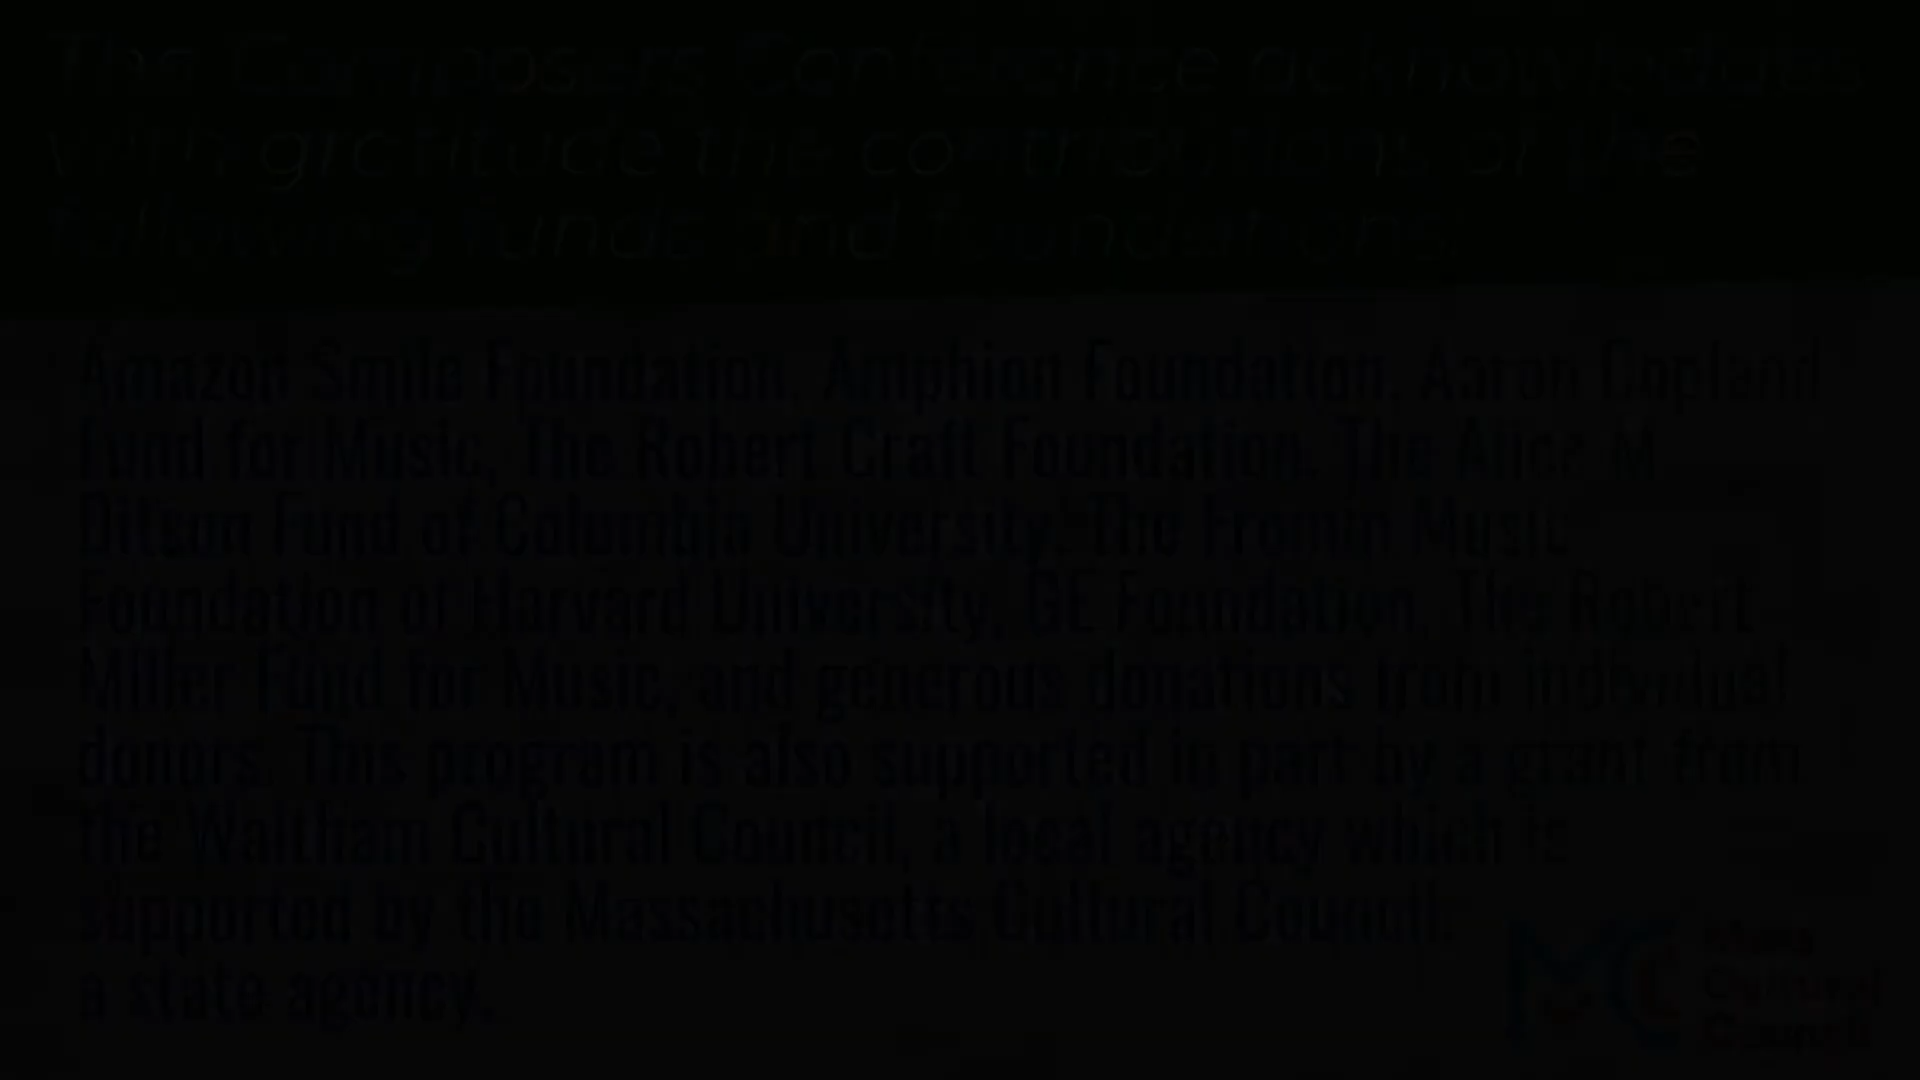 The Composers Conference acknowledges
with gratitude the contributions of the
following funds and foundations:
Amazon Smile Foundation, Amphion Foundation, Aaron Copland
Fund for Music, The Robert Craft Foundation, The Alice M
Ditson Fund of Columbia University, The Fromm Music
Foundation of Harvard University, GE Foundation, The Robert
Miller Fund for Music, and generous donations from individual
donors. This program is also supported in part by a grant from
the Waltham Cultural Council, a local agency which is
supported by the Massachusetts Cultural Council,
a state agency.
Mass
Cultural
Council